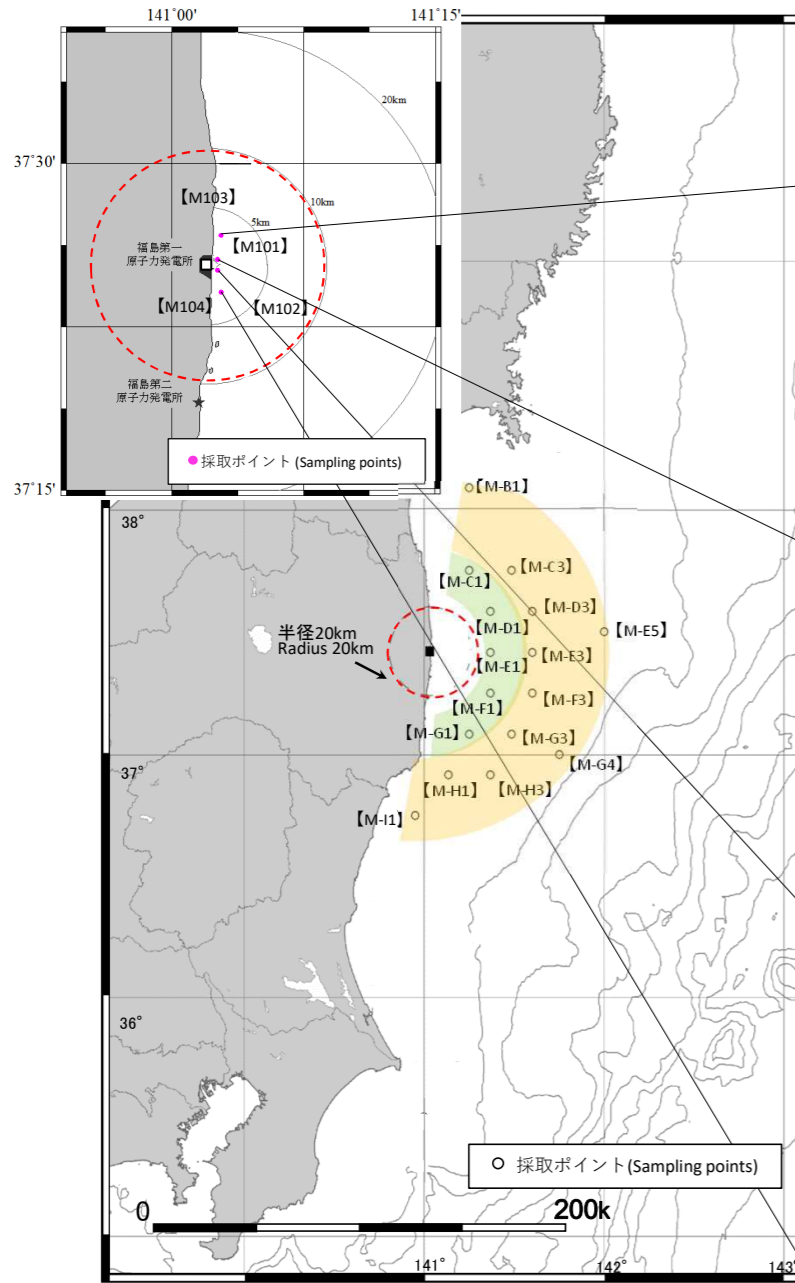 141°00'
141°15'
20km
37°30'
10km
【M103】
5km
【M101】
福島第一
原子力発電所
【M104】
【M102】
福島第二
原子力発電所
採取ポイント(Sampling points)
37°15'
【M-B1】
38°
【M-C3】
【M-C1】
【M-D3】
【M-D1】
【M-E5】
半径20km
Radius 20km
【M-E3】
【M-E1】
【M-F3】
【M-F1】
【M-G1】
【M-G3】
【M-G4】
37°
【M-H1】
【M-H3】
【M-I1】
36°
採取ポイント(Sampling points)
0
200k
141°
142°
143°